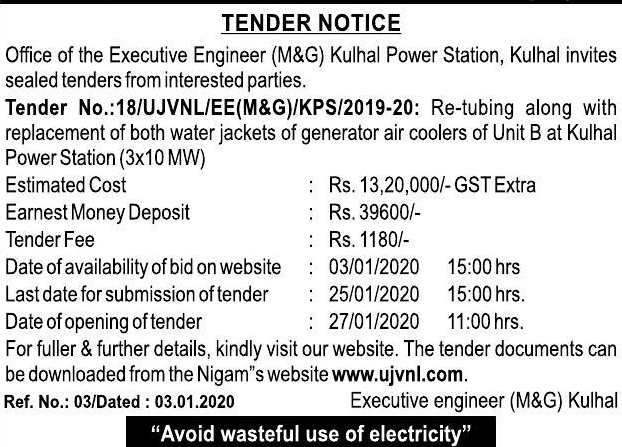 TENDER NOTICE
Office of the Executive Engineer (M&G) Kulhal Power Station, Kulhal invites
sealed tenders from interested parties.
Tender No.:18/UJVNL/EE(M&G)/KPS/2019-20: Re-tubing along with
replacement of both water jackets of generator air coolers of Unit B at Kulhal
Power Station (3x10 MW)
Estimated Cost : Rs. 13,20,000/- GST Extra
Earnest Money Deposit : Rs. 39600/-
Tender Fee : Rs. 1180/-
Date of availability of bid on website : 03/01/2020 15:00 hrs
Last date for submission of tender : 25/01/2020 15:00 hrs.
Date of opening of tender : 27/01/2020 11:00 hrs.
For fuller & further details, kindly visit our website. The tender documents can
be downloaded from the Nigam"s website www.ujvnl.com.
Ref. No.: 03/Dated : 03.01.2020 Executive engineer (M&G) Kulhal
“Avoid wasteful use of electricity”